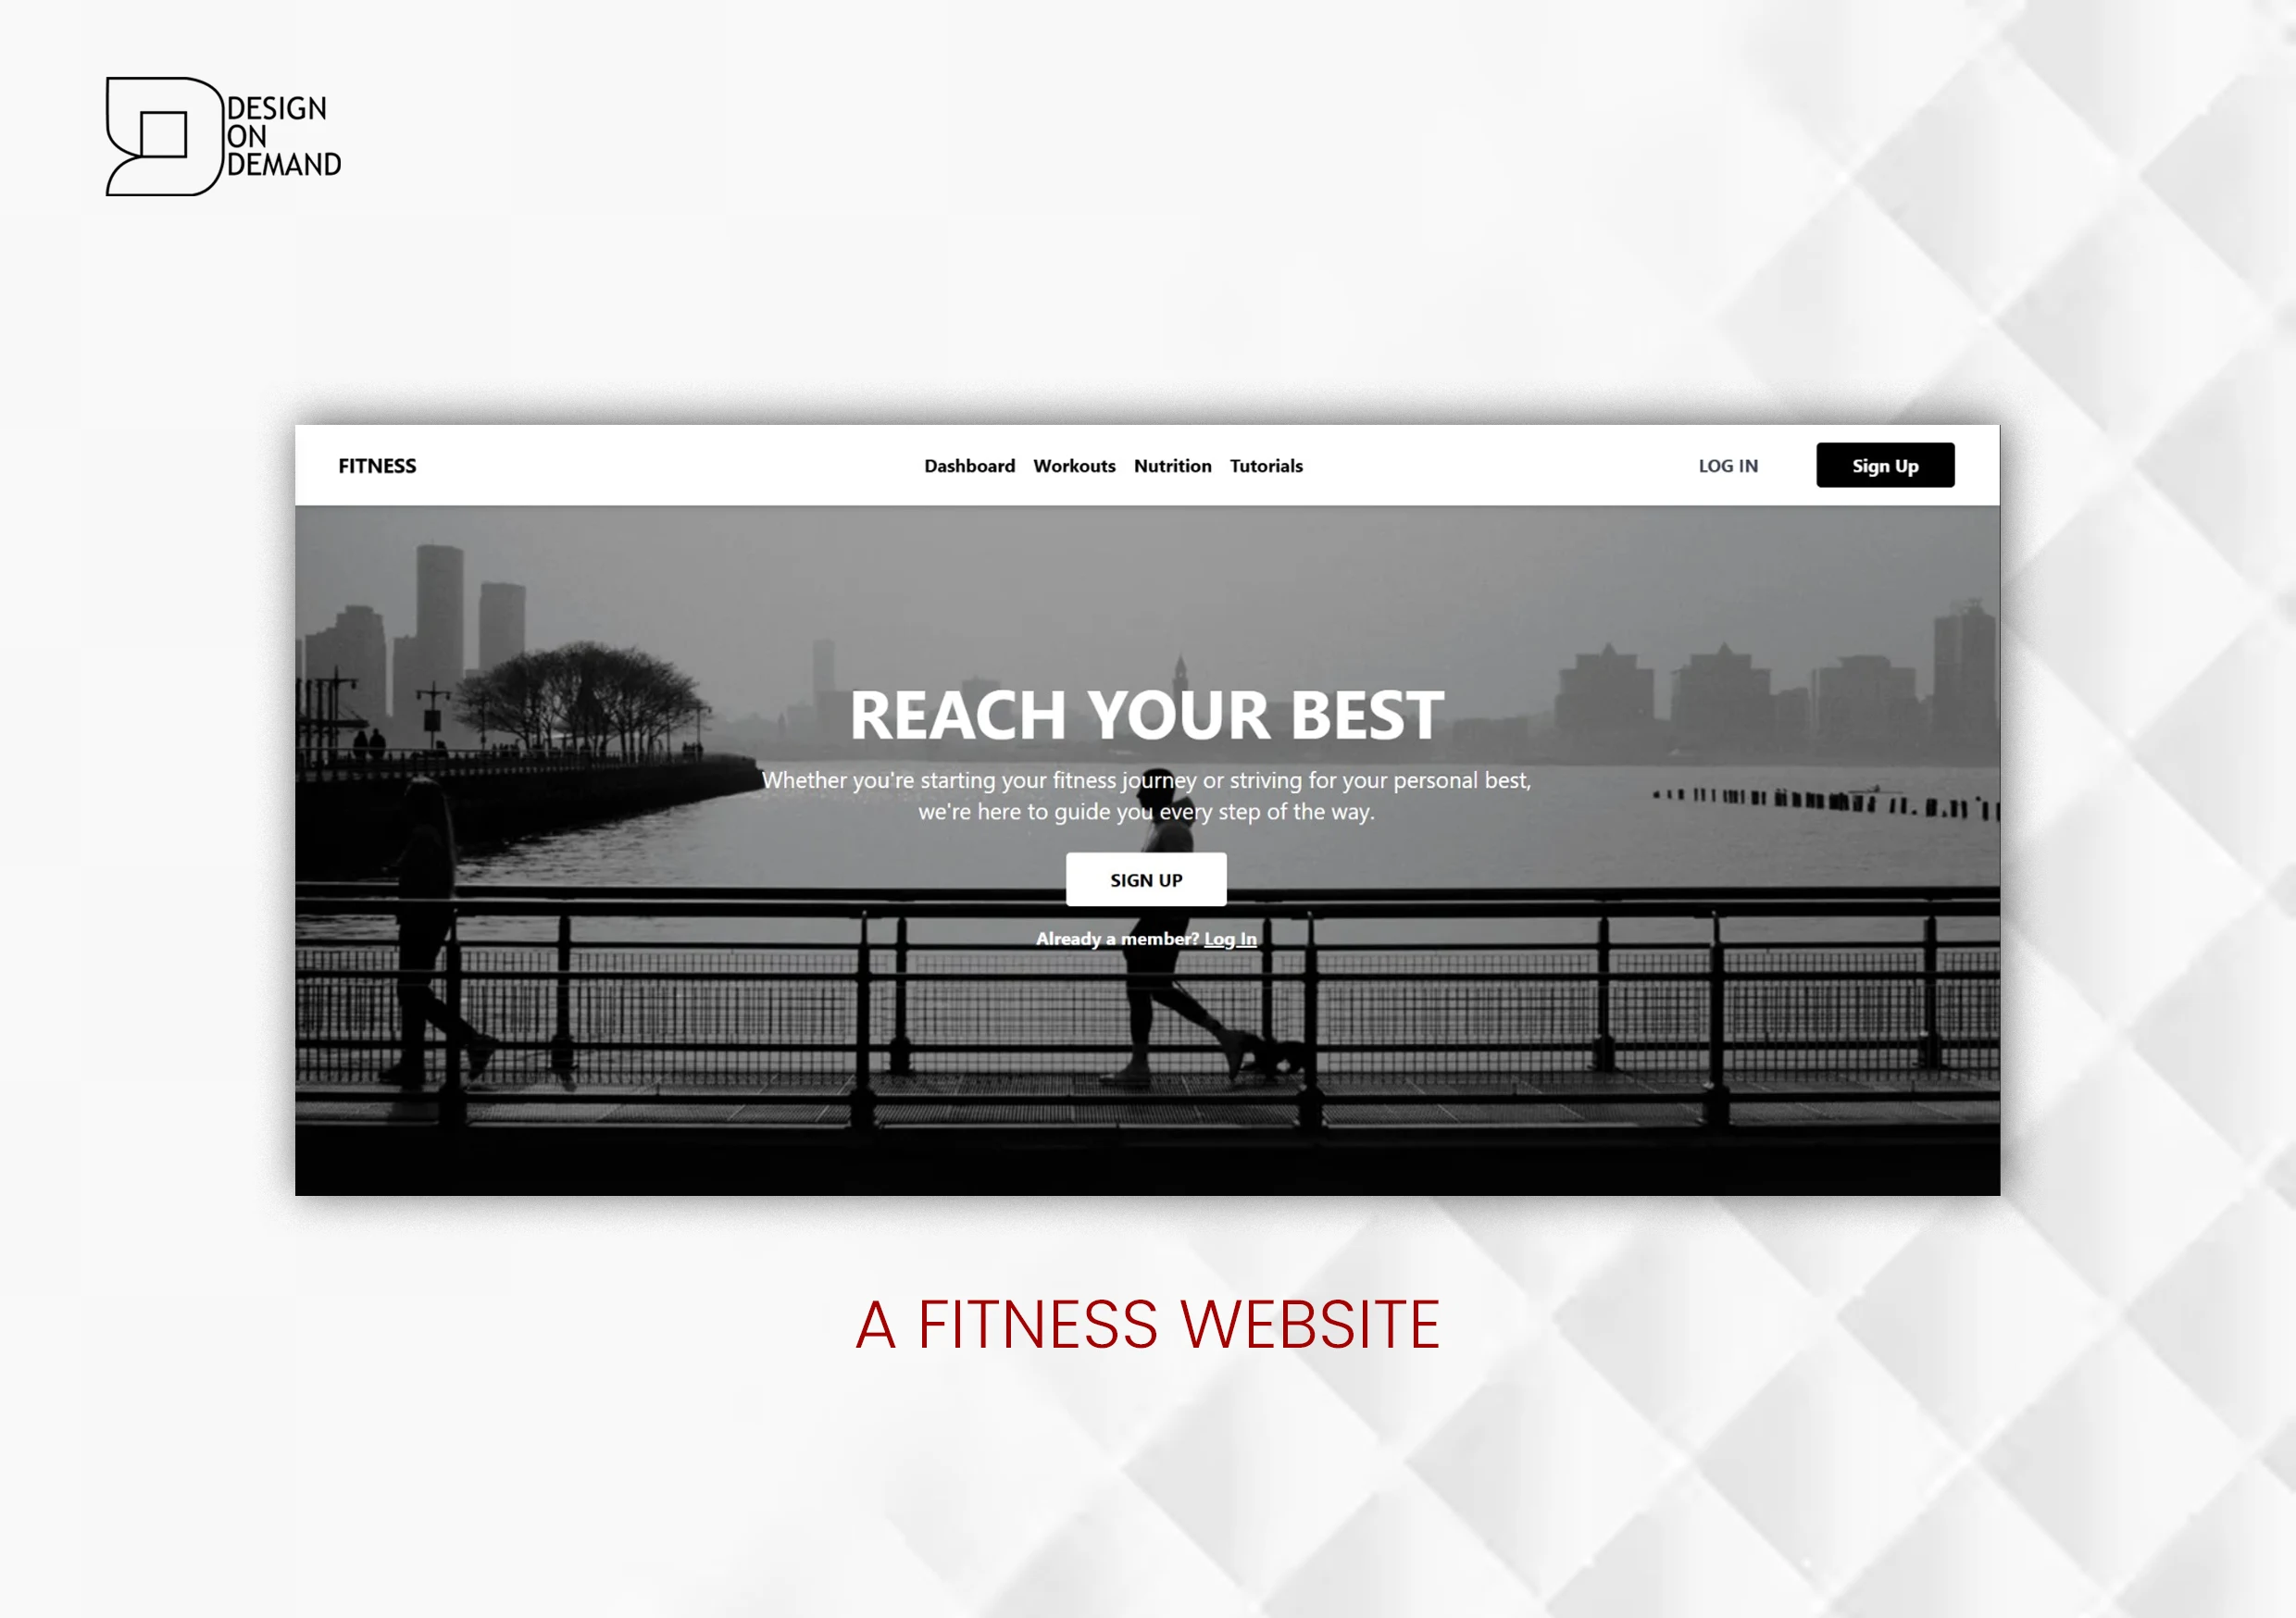 DESIGN
ON
DEMAND
FITNESS Dashboard Workouts Nutrition Tutorials LOG IN Sign Up
REACH YOUR BEST
Whether you're starting your fitness journey or striving for your personal best,
we're here to guide you every step of the way.
SIGN UP
Already a member? Log In
A FITNESS WEBSITE